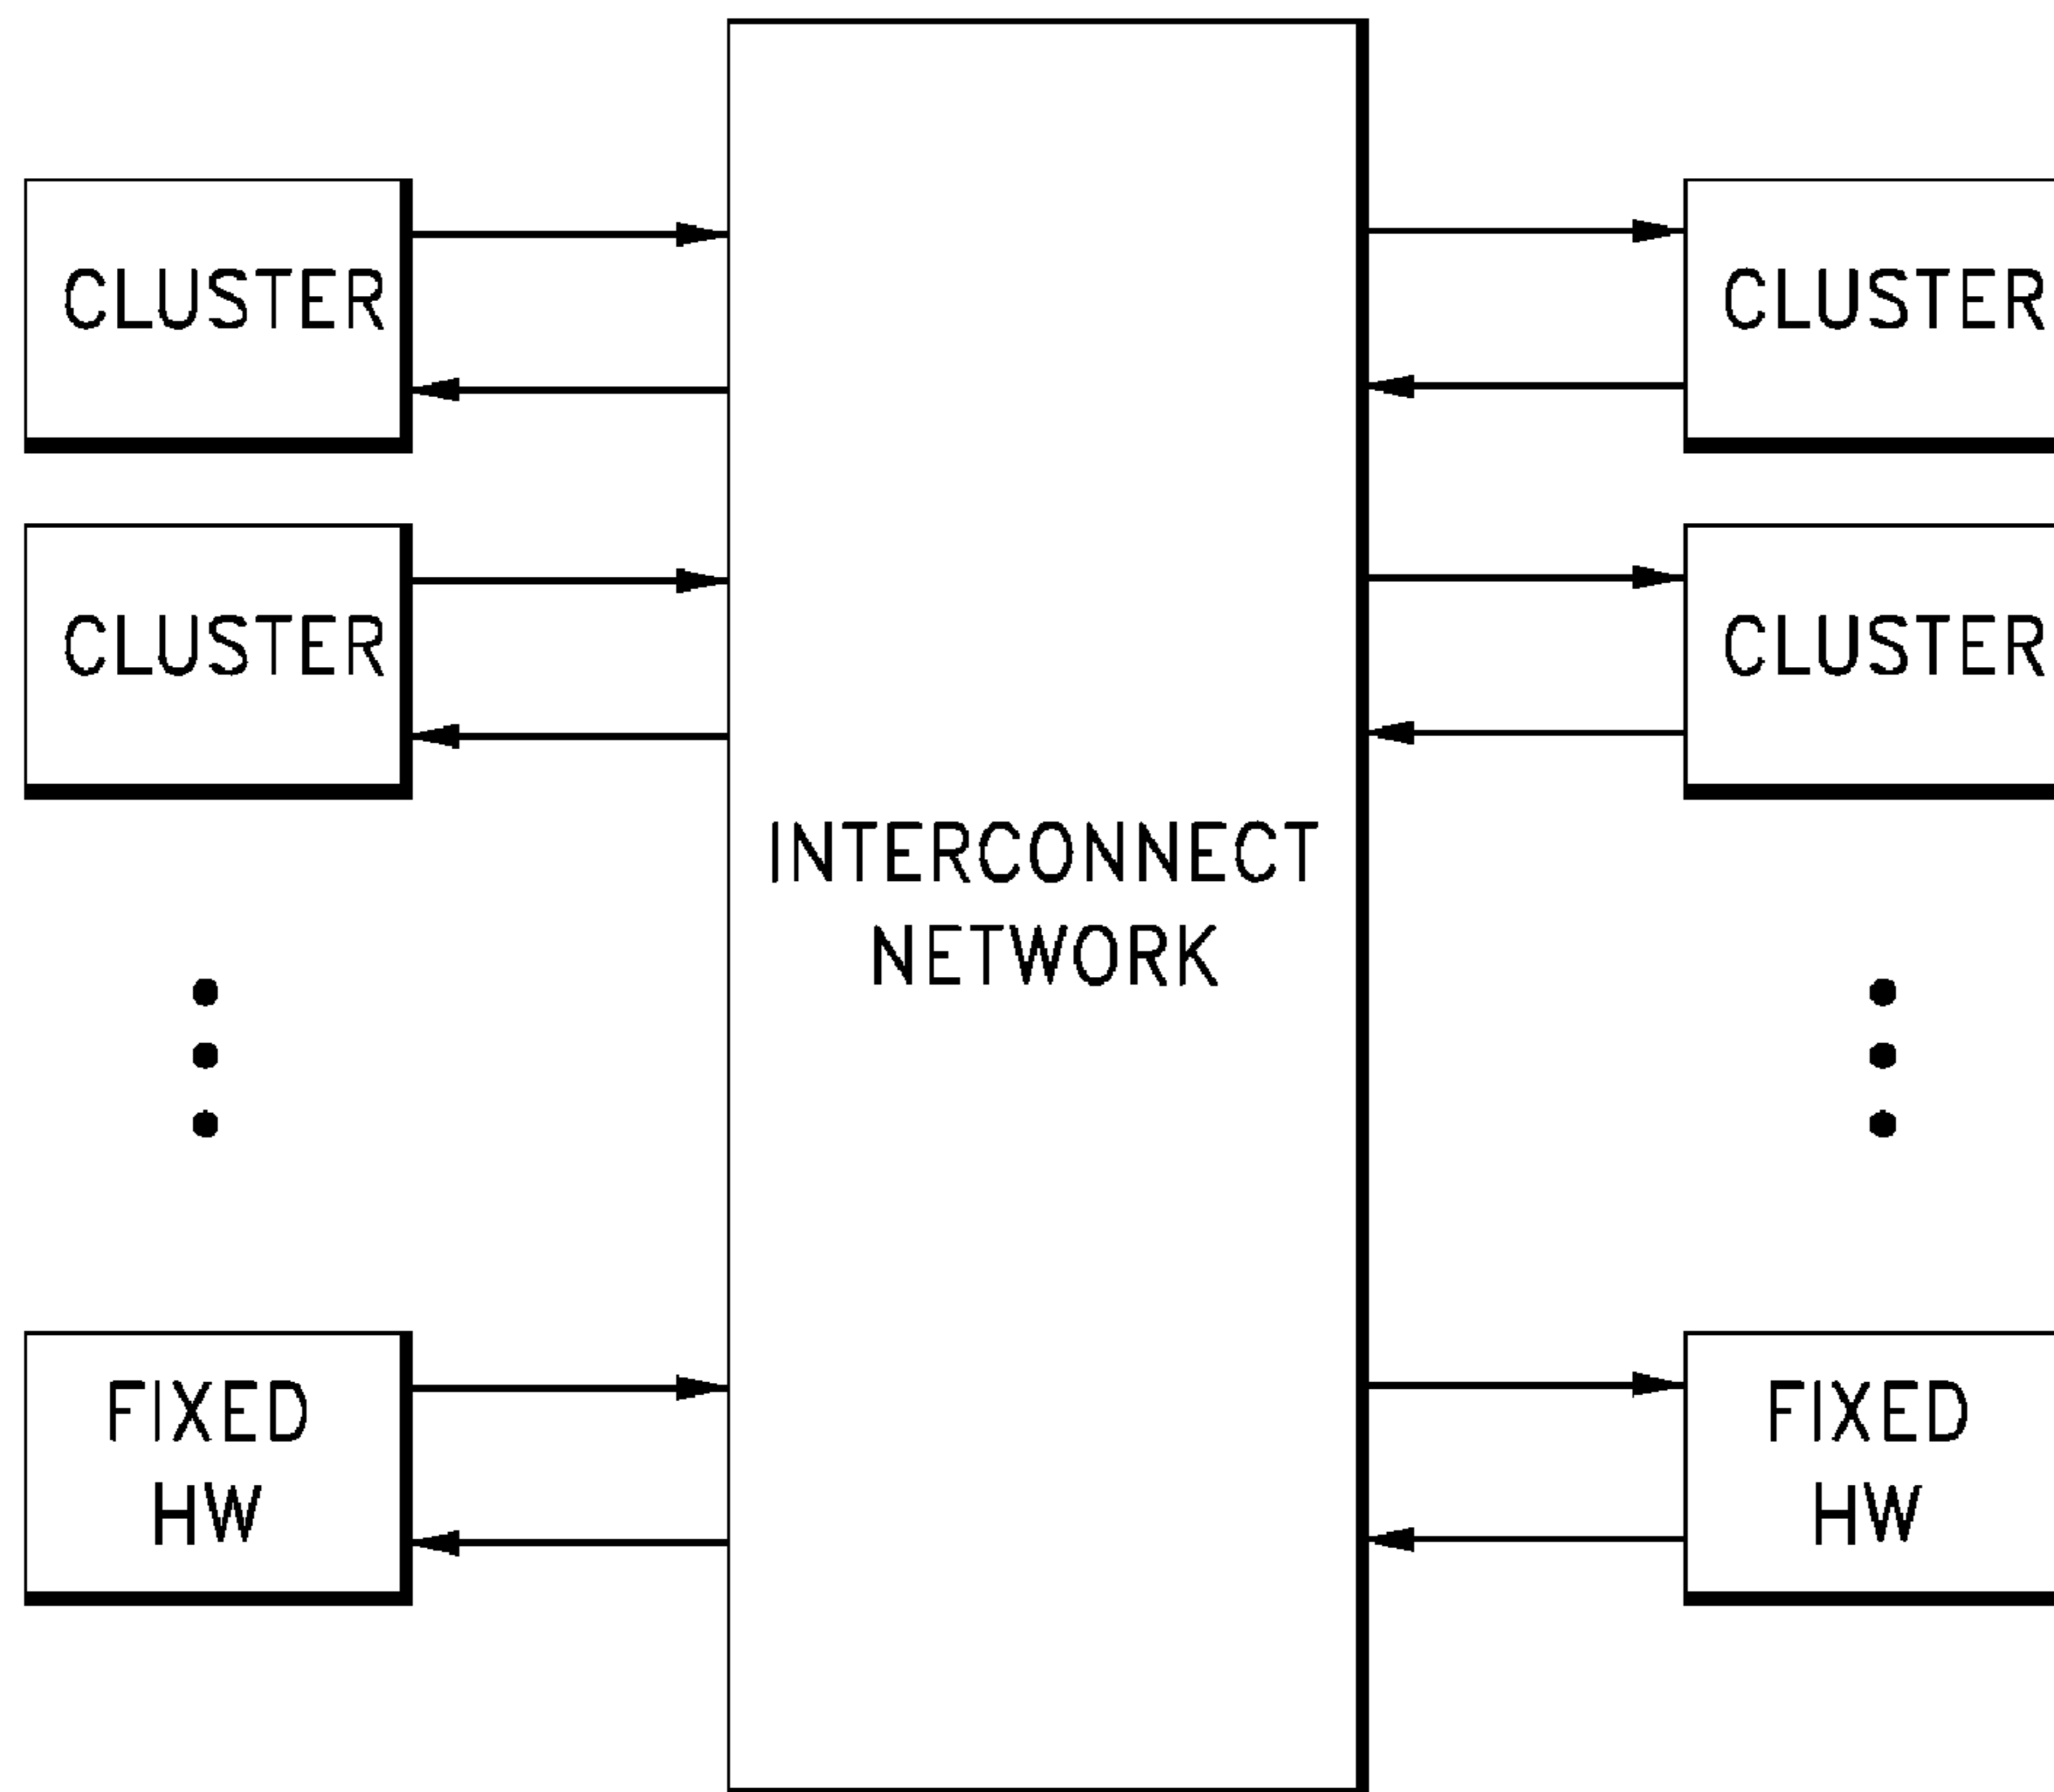 CLUSTER
CLUSTER
CLUSTER
CLUSTER
INTERCONNECT
NETWORK
FIXED
HW
FIXED
HW